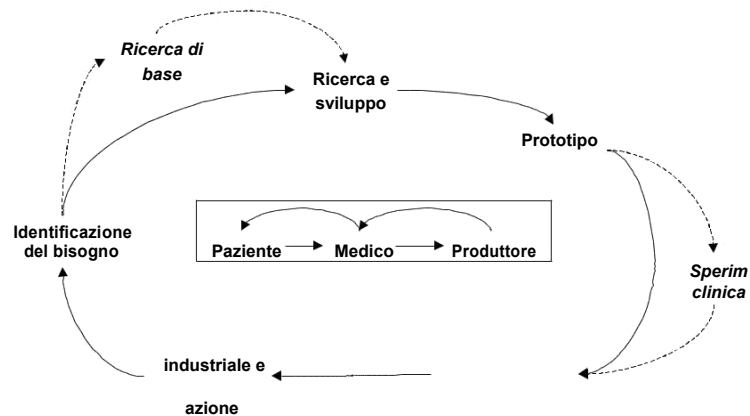 Ricerca di
base
Ricerca e
sviluppo
Prototipo
Identificazione
del bisogno
Paziente Medico Produttore
Sperim
clinica
industriale e
azione